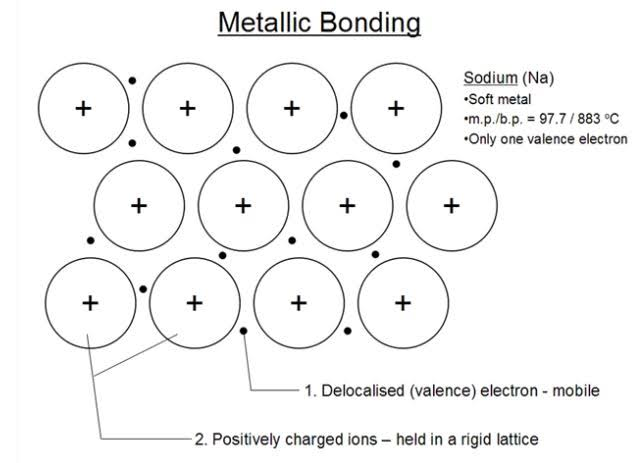 Metallic Bonding
Sodium (Na)
•Soft metal
•m.p./b.p. = 97.7 / 883 ºC
•Only one valence electron
+ + + +
+ + + +
+ + + +
1. Delocalised (valence) electron - mobile
2. Positively charged ions – held in a rigid lattice